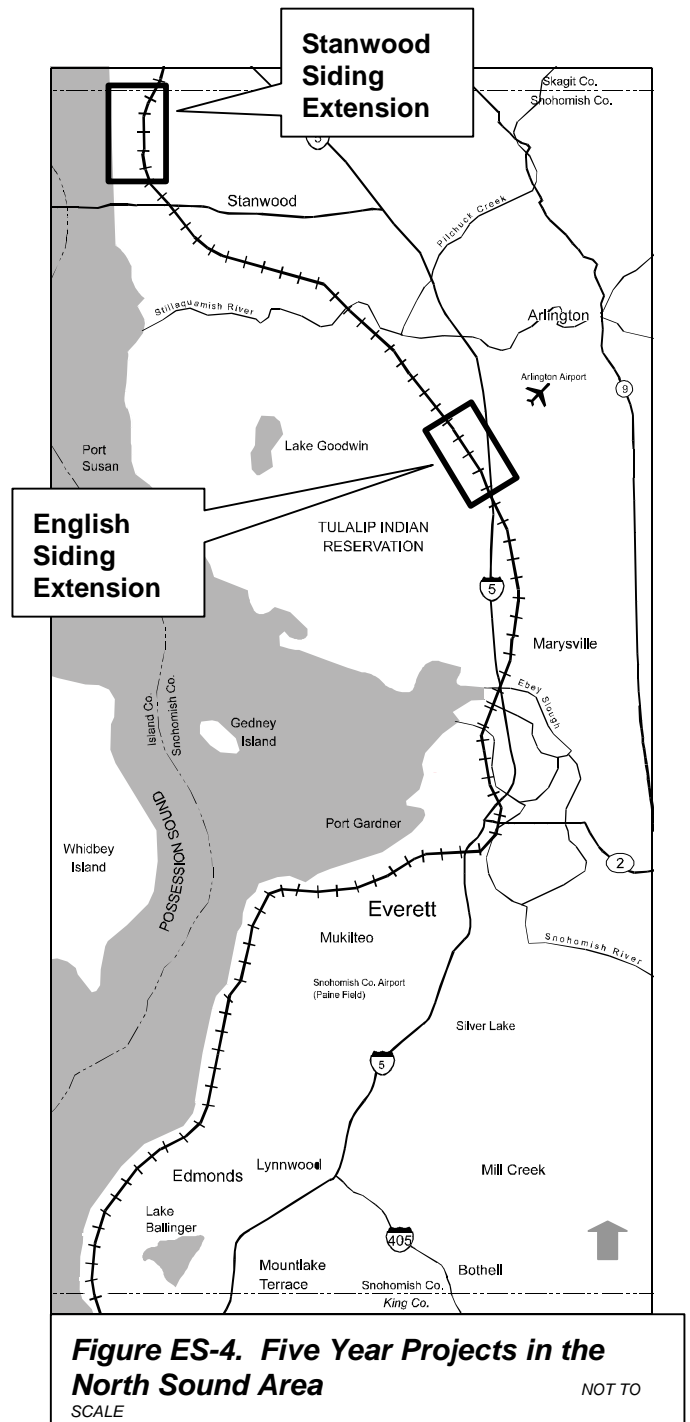 Stanwood
Siding
Extension
Skagit Co.
Snohomish Co.
5
Stanwood
Pilchuck Creek
Stillaquamish River
Arlington
Arlington Airport
9
Port
Susan
Lake Goodwin
English
Siding
Extension
TULALIP INDIAN
RESERVATION
5
Marysville
Ebey Slough
Island Co.
Snohomish Co.
Gedney
Island
Port Gardner
POSSESSION SOUND
Whidbey
Island
2
Everett
Mukilteo
Snohomish River
Snohomish Co. Airport
(Paine Field)
Silver Lake
5
Lynnwood
Edmonds
Mill Creek
Lake
Ballinger
405
Mountlake
Terrace
Bothell
Snohomish Co.
King Co.
Figure ES-4. Five Year Projects in the
North Sound Area NOT TO
SCALE